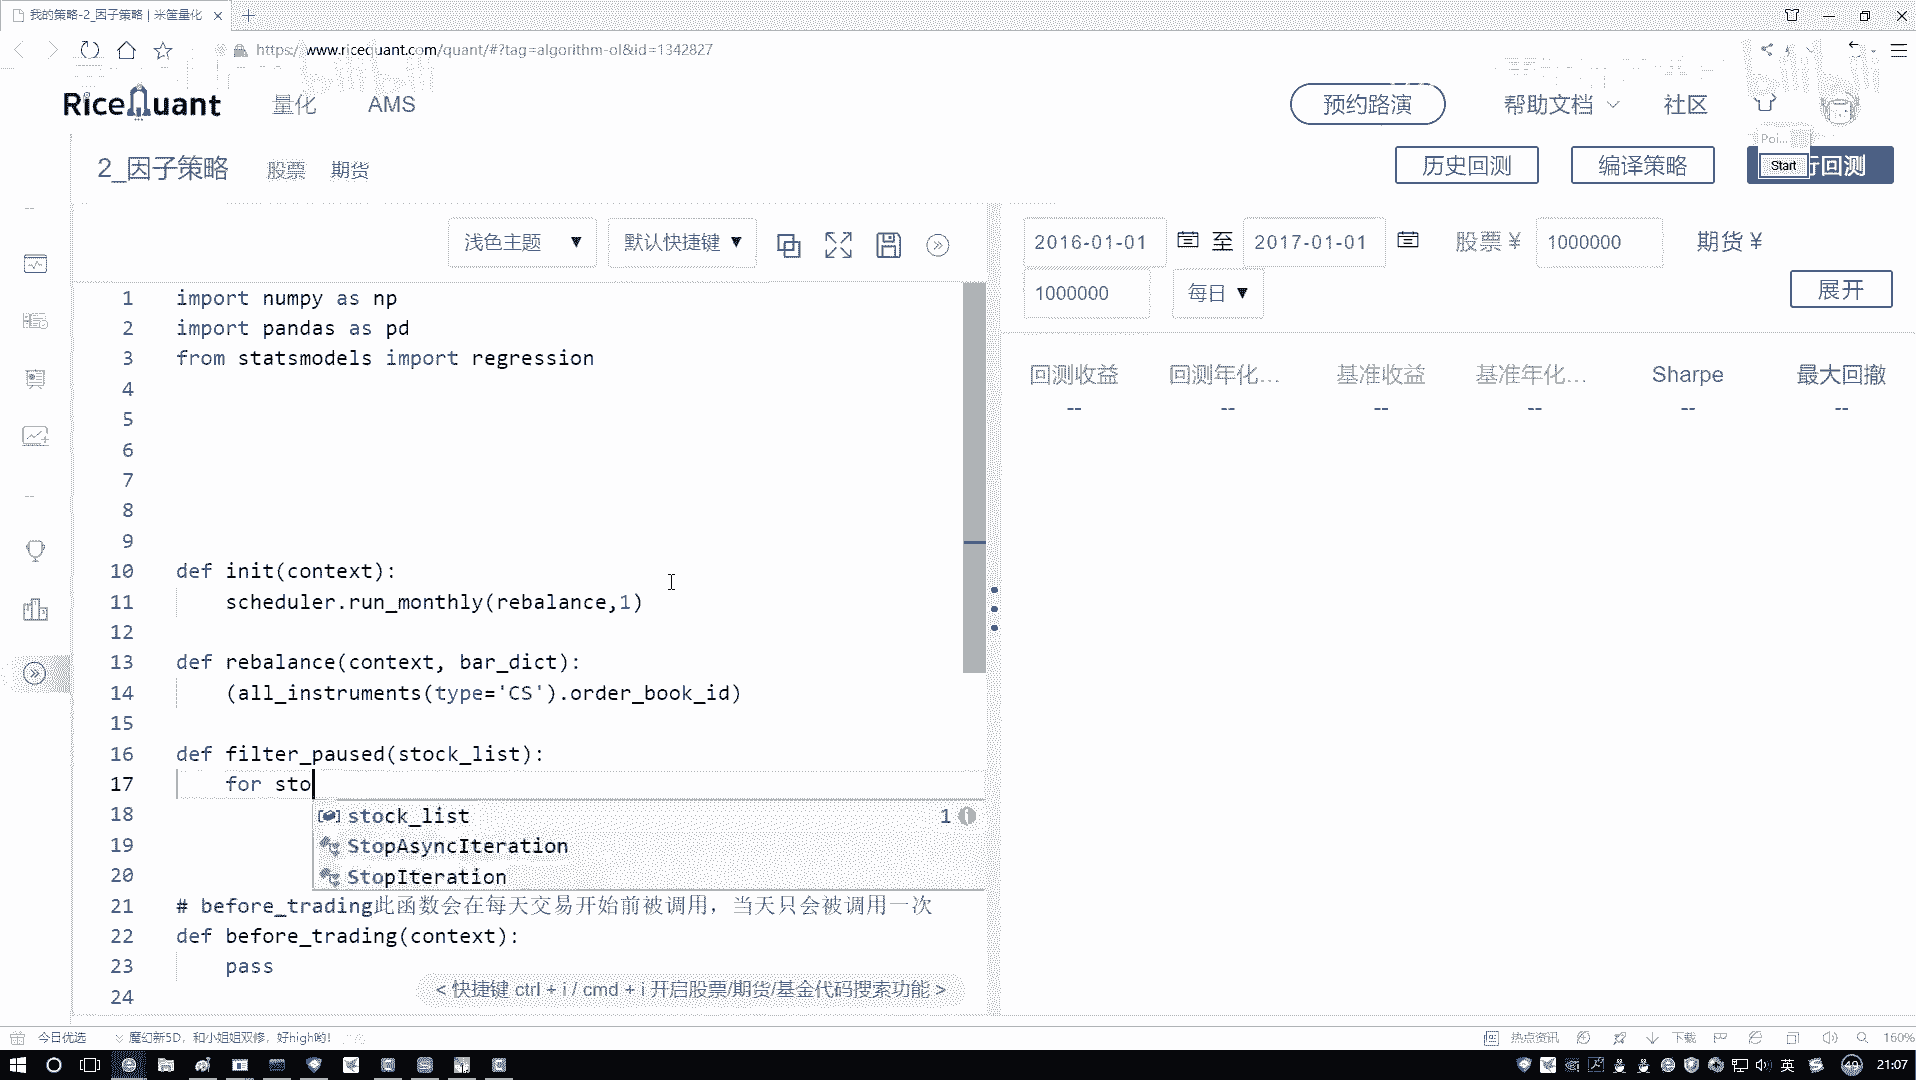 我的策略-2_因子策略 | 米筐量化
https://www.ricequant.com/quant/#?tag=algorithm-ol&id=1342827
RiceQuant 量化 AMS 预约路演 帮助文档 社区
Poi...
2_因子策略 股票 期货 历史回测 编译策略 Start 行回测
浅色主题 ▼ 默认快捷键 ▼
2016-01-01 至 2017-01-01 股票 ¥ 1000000 期货 ¥
1000000 每日 ▼ 展开
回测收益 回测年化... 基准收益 基准年化... Sharpe 最大回撤
-- -- -- -- -- --
1 import numpy as np
2 import pandas as pd
3 from statsmodels import regression
4
5
6
7
8
9
10 def init(context):
11 scheduler.run_monthly(rebalance,1)
12
13 def rebalance(context, bar_dict):
14 (all_instruments(type='CS').order_book_id)
15
16 def filter_paused(stock_list):
17 for sto
18 stock_list 1
19 StopAsyncIteration
20 StopIteration
21 # before_trading此函数会在每天交易开始前被调用，当天只会被调用一次
22 def before_trading(context):
23 pass
24
< 快捷键 ctrl + i / cmd + i 开启股票/期货/基金代码搜索功能 >
今日优选 魔幻新5D，和小姐姐双修，好high哟! 热点资讯 下载 160%
英 49 21:07